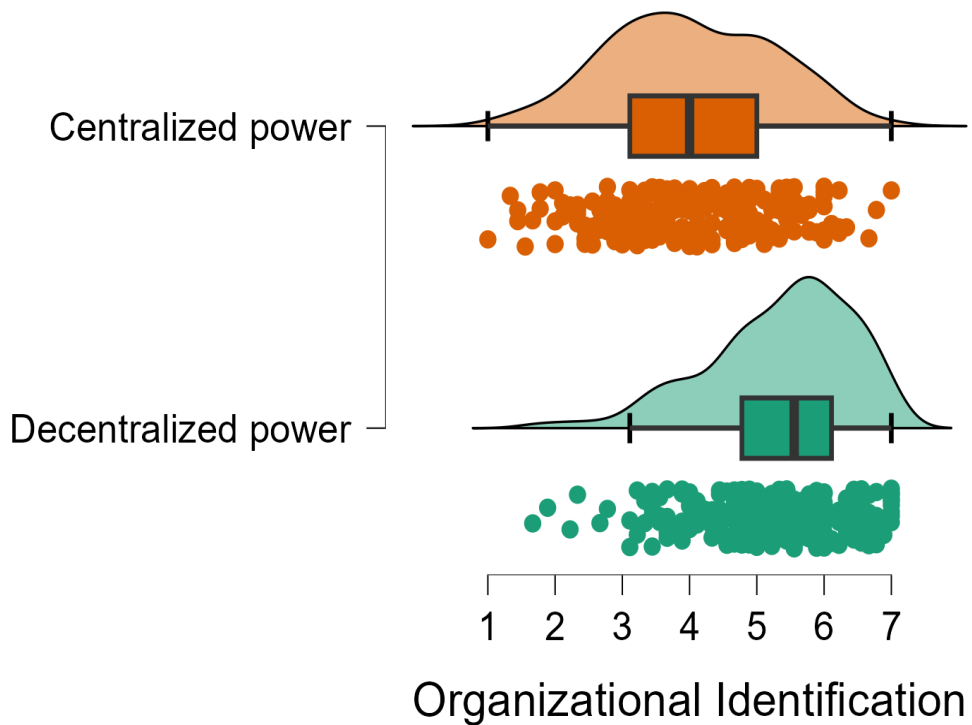 Centralized power
Decentralized power
1 2 3 4 5 6 7
Organizational Identification